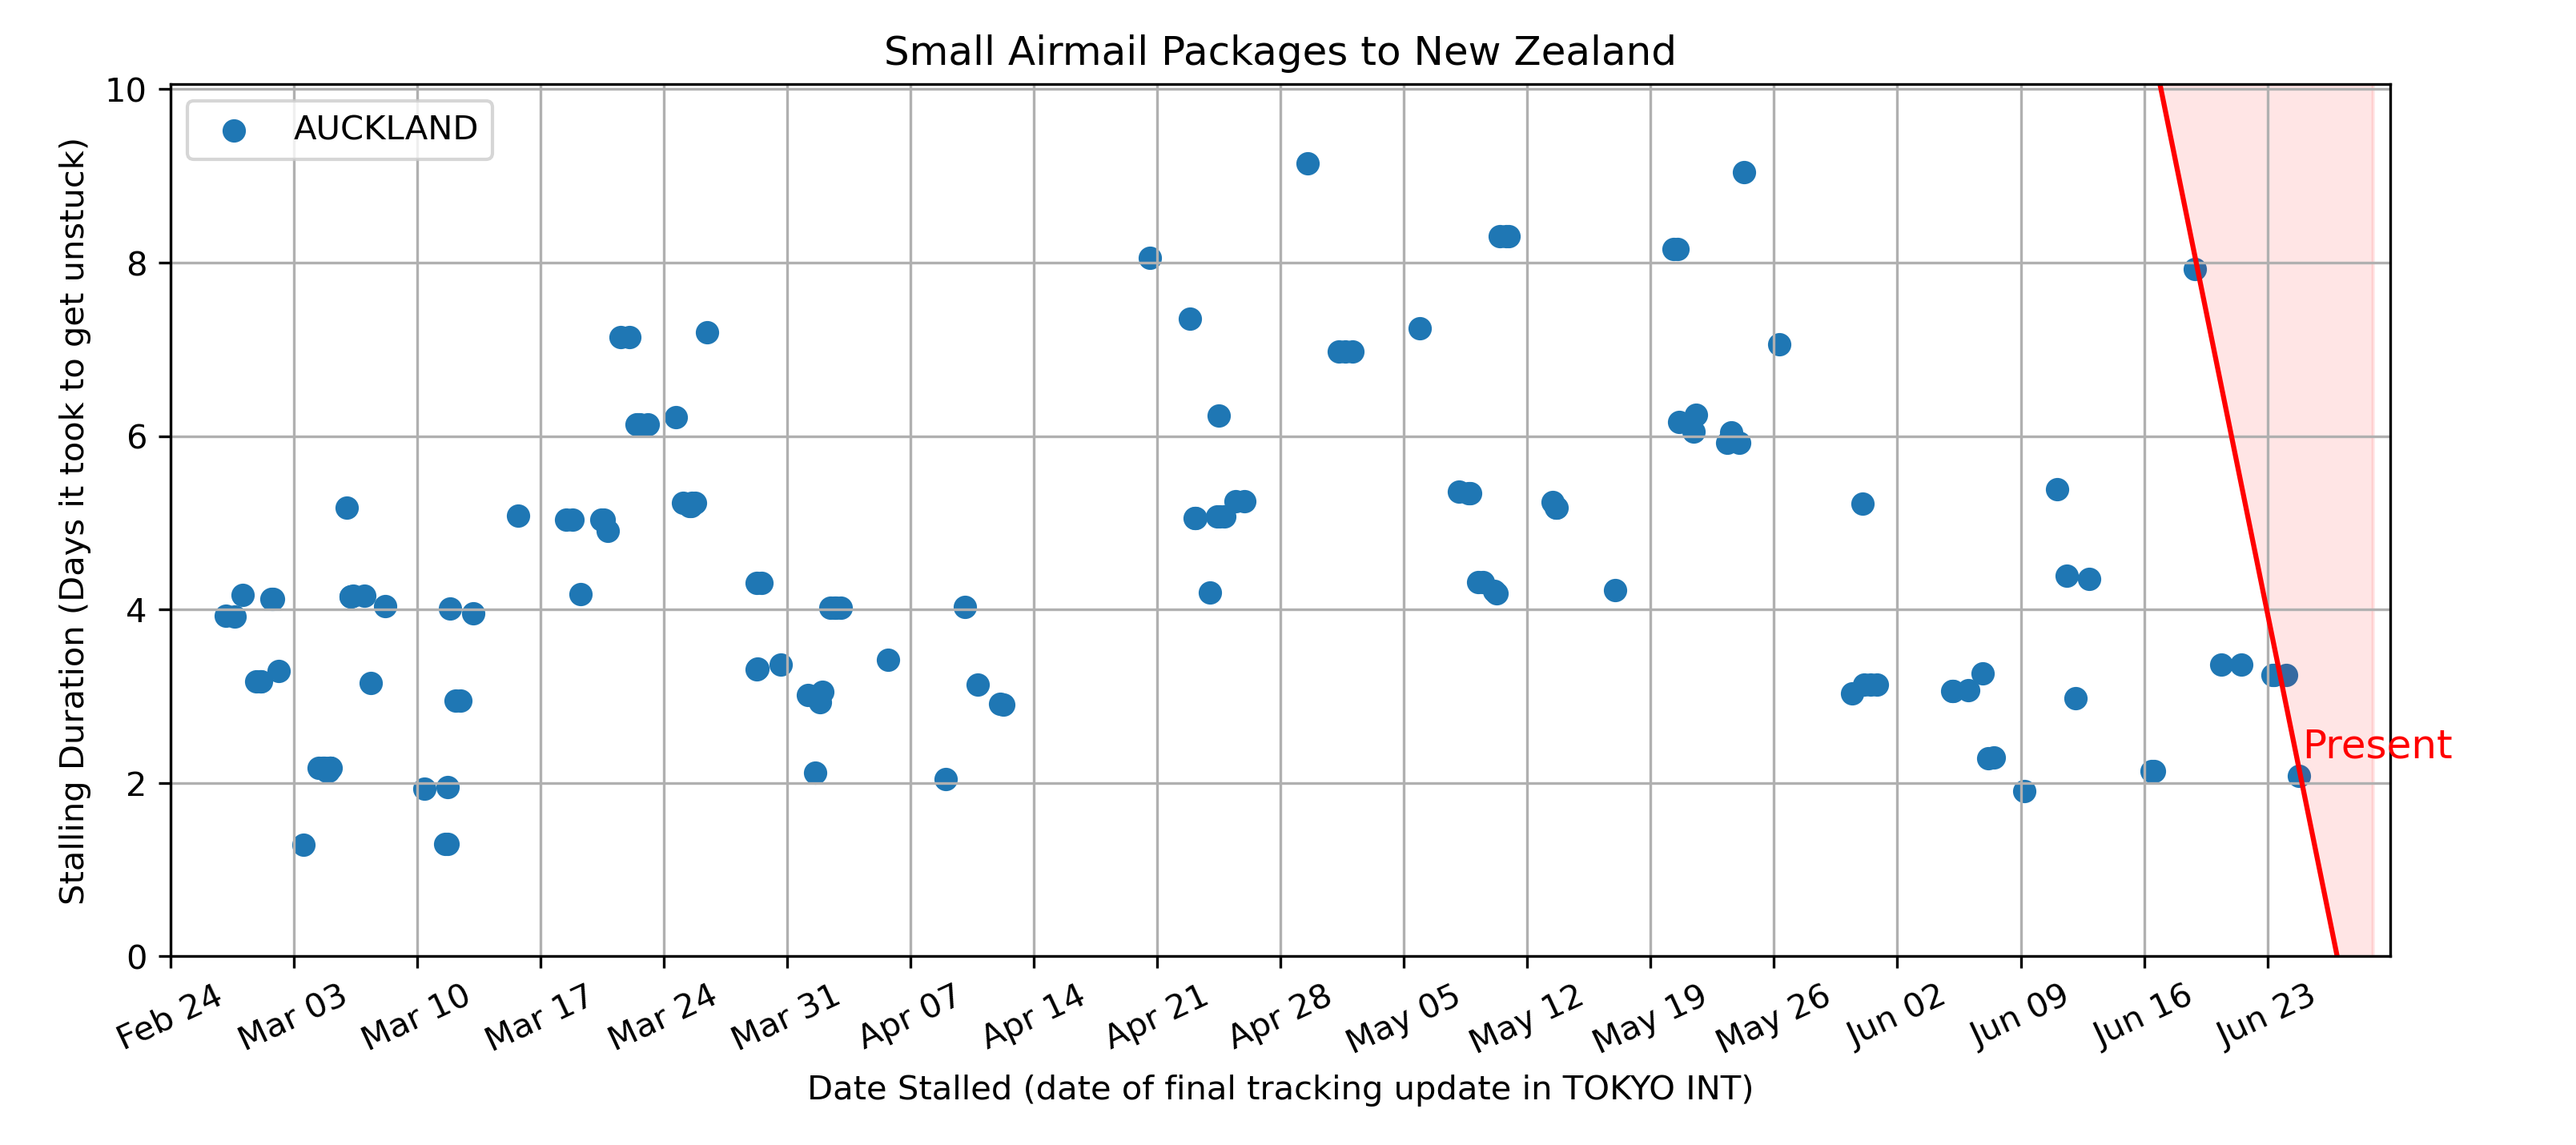 Small Airmail Packages to New Zealand
AUCKLAND
Stalling Duration (Days it took to get unstuck)
10
8
6
4
2
0
Present
Feb 24 Mar 03 Mar 10 Mar 17 Mar 24 Mar 31 Apr 07 Apr 14 Apr 21 Apr 28 May 05 May 12 May 19 May 26 Jun 02 Jun 09 Jun 16 Jun 23
Date Stalled (date of final tracking update in TOKYO INT)